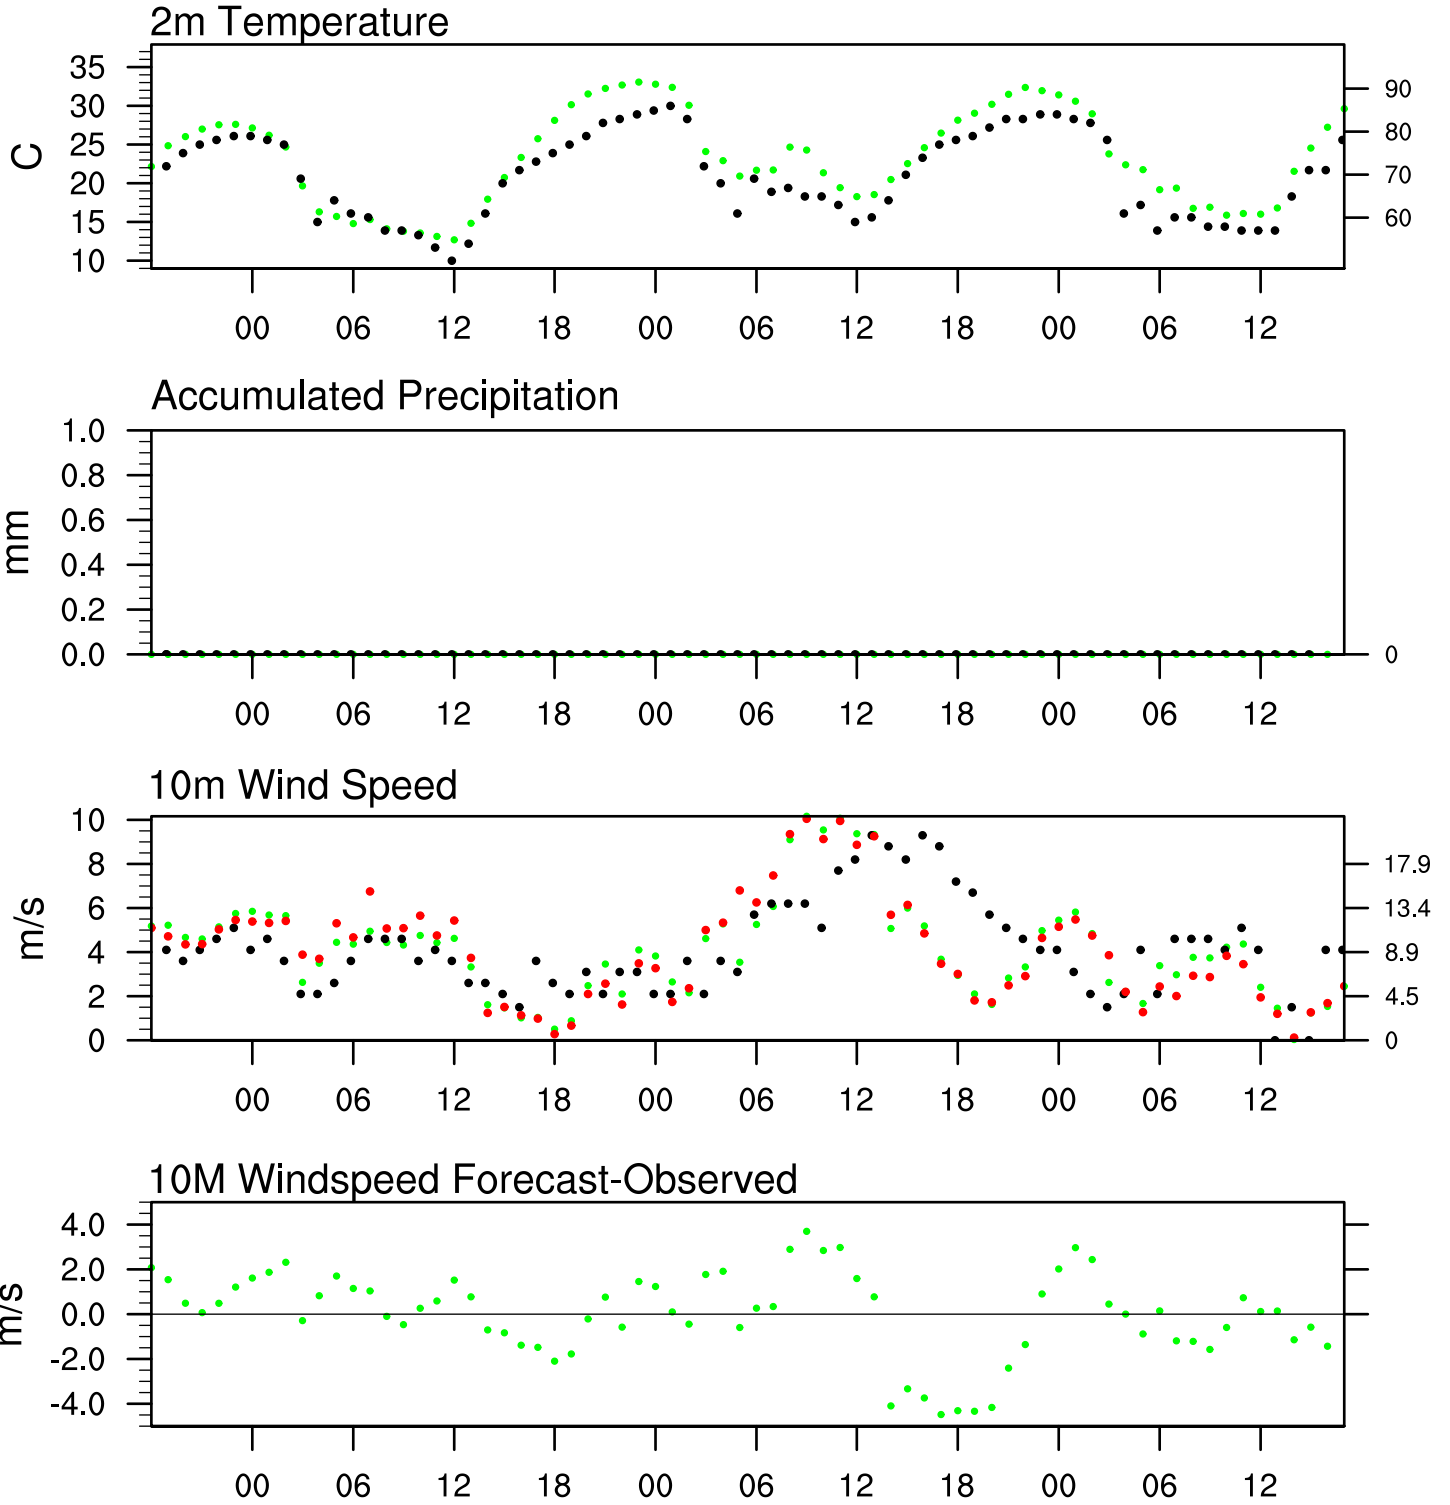 2m Temperature
35
30
25
20
15
10
C
90
80
70
60
00 06 12 18 00 06 12 18 00 06 12
Accumulated Precipitation
1.0
0.8
0.6
0.4
0.2
0.0
mm
0
00 06 12 18 00 06 12 18 00 06 12
10m Wind Speed
10
8
6
4
2
0
m/s
17.9
13.4
8.9
4.5
0
00 06 12 18 00 06 12 18 00 06 12
10M Windspeed Forecast-Observed
4.0
2.0
0.0
-2.0
-4.0
m/s
00 06 12 18 00 06 12 18 00 06 12